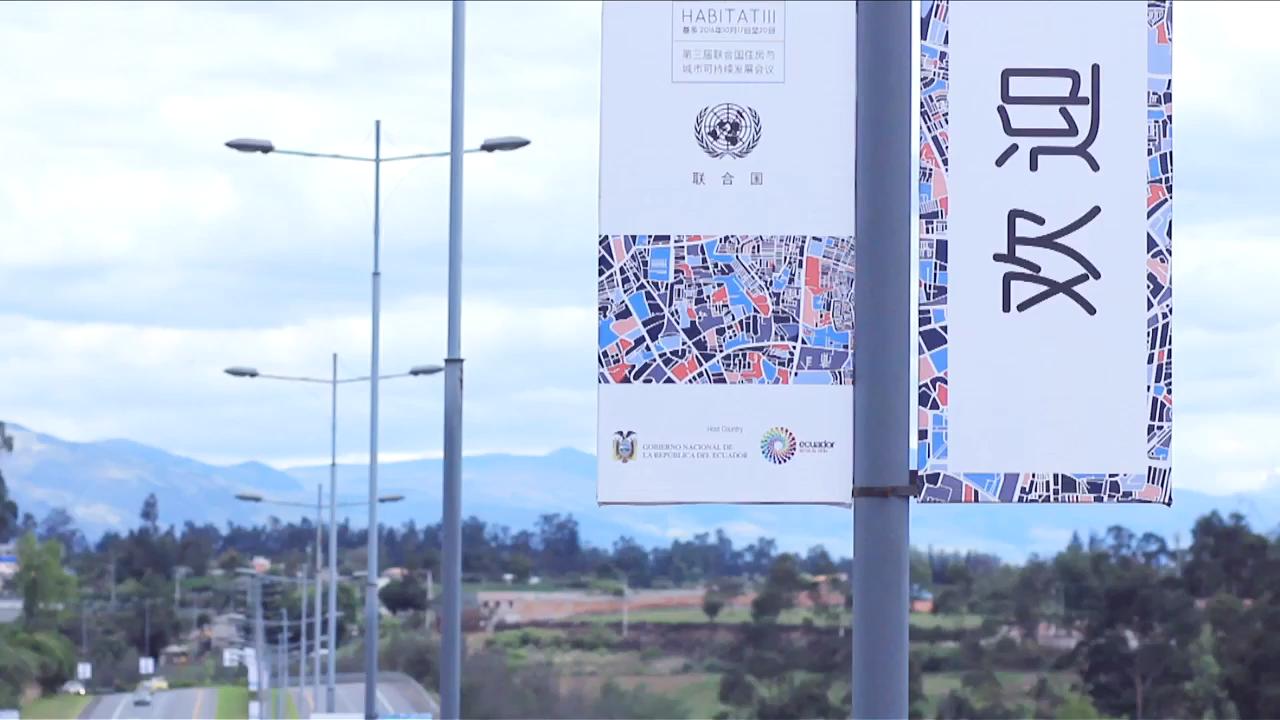 HABITAT III
基多 2016年10月17日至20日
第三届联合国住房与
城市可持续发展会议
联合国
Host Country
GOBIERNO NACIONAL DE
LA REPÚBLICA DEL ECUADOR
ecuador
欢迎